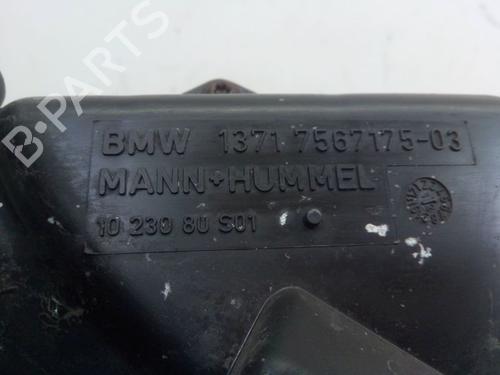 BMW 1371 7567175-03
MANN+HUMMEL
10 230 80 S01
B-PARTS